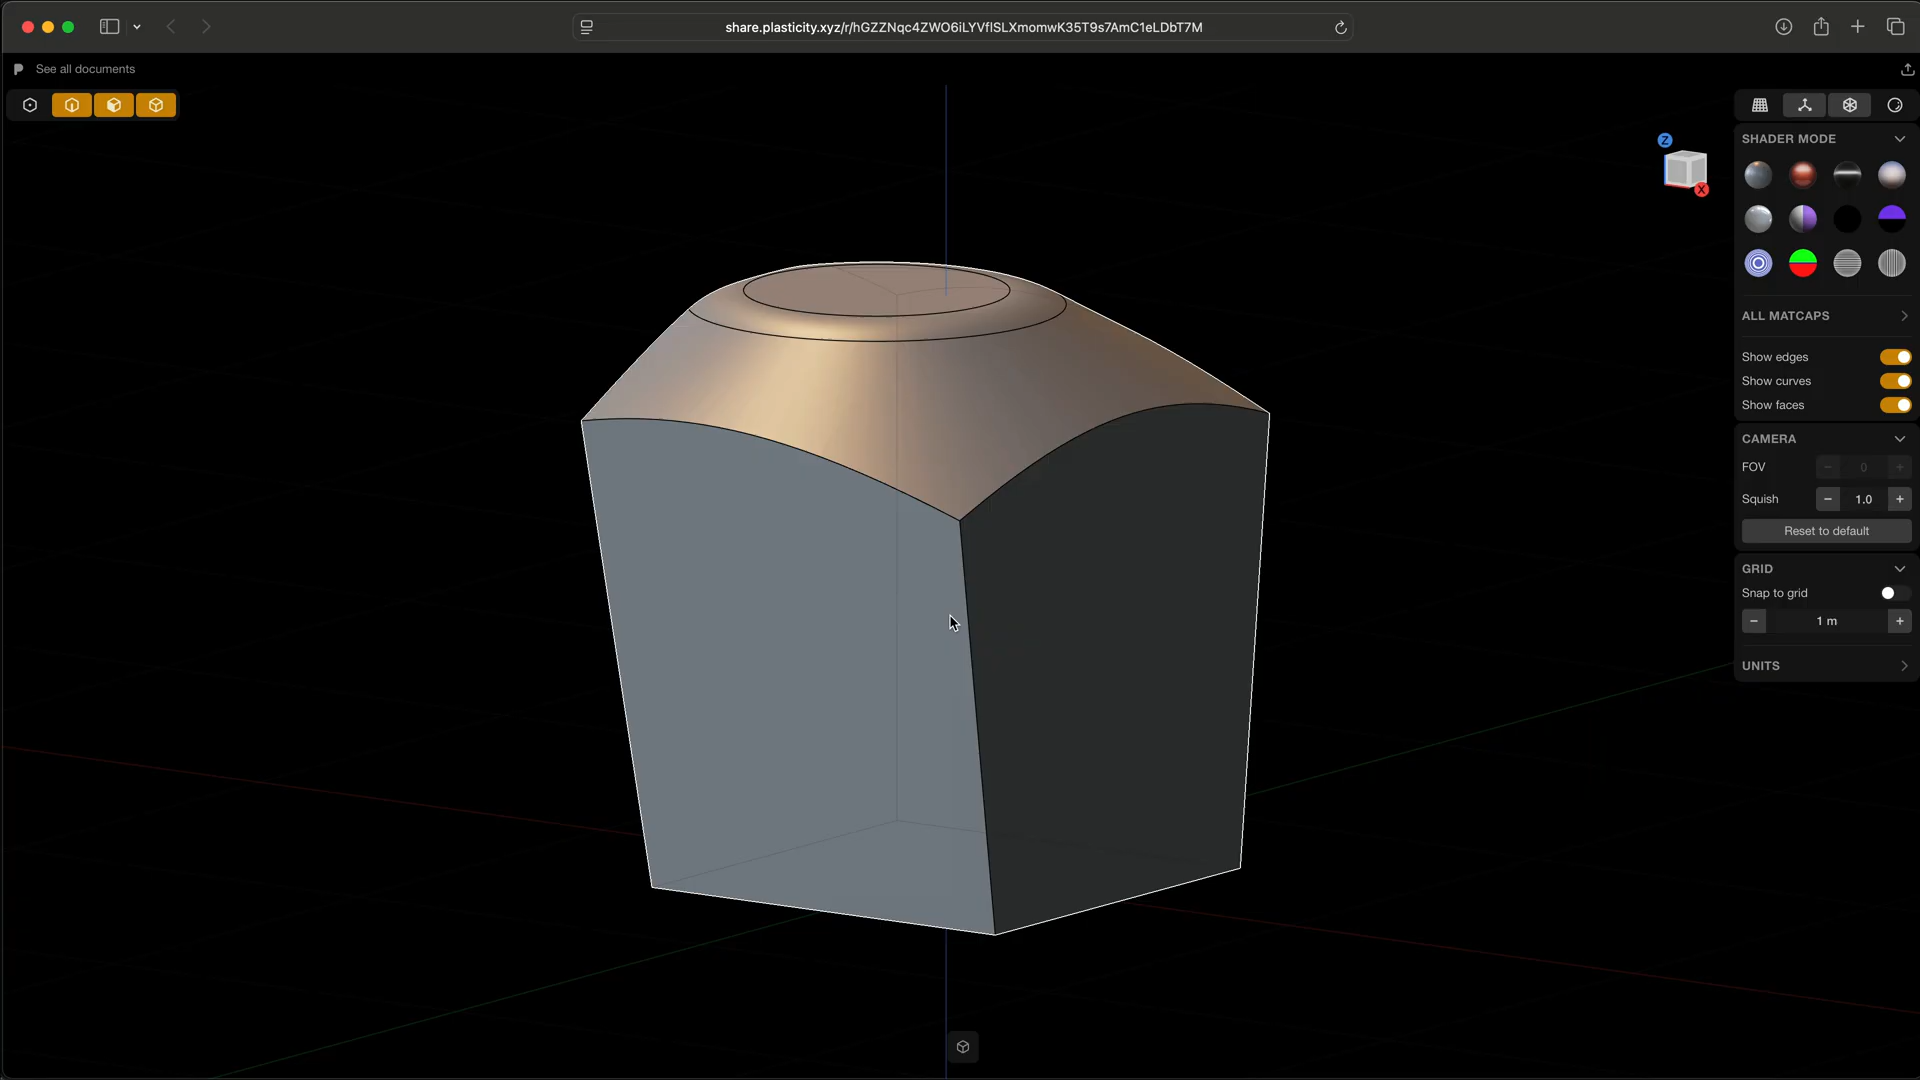 share.plasticity.xyz/r/hGZZNqc4ZWO6iLYVflSLXmomwK35T9s7AmC1eLDbT7M
See all documents
Z
X
SHADER MODE
ALL MATCAPS
Show edges
Show curves
Show faces
CAMERA
FOV − 0 +
Squish − 1.0 +
Reset to default
GRID
Snap to grid
− 1 m +
UNITS